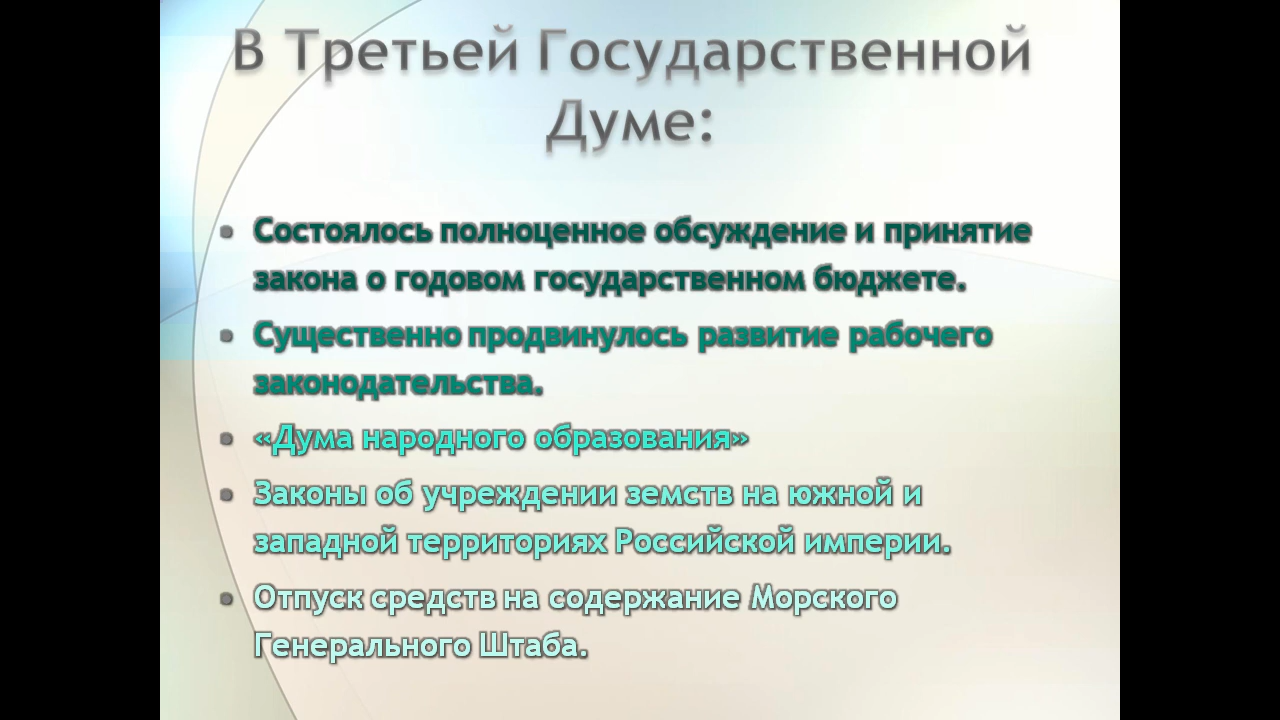 В Третьей Государственной
Думе:
• Состоялось полноценное обсуждение и принятие
закона о годовом государственном бюджете.
• Существенно продвинулось развитие рабочего
законодательства.
• «Дума народного образования»
• Законы об учреждении земств на южной и
западной территориях Российской империи.
• Отпуск средств на содержание Морского
Генерального Штаба.